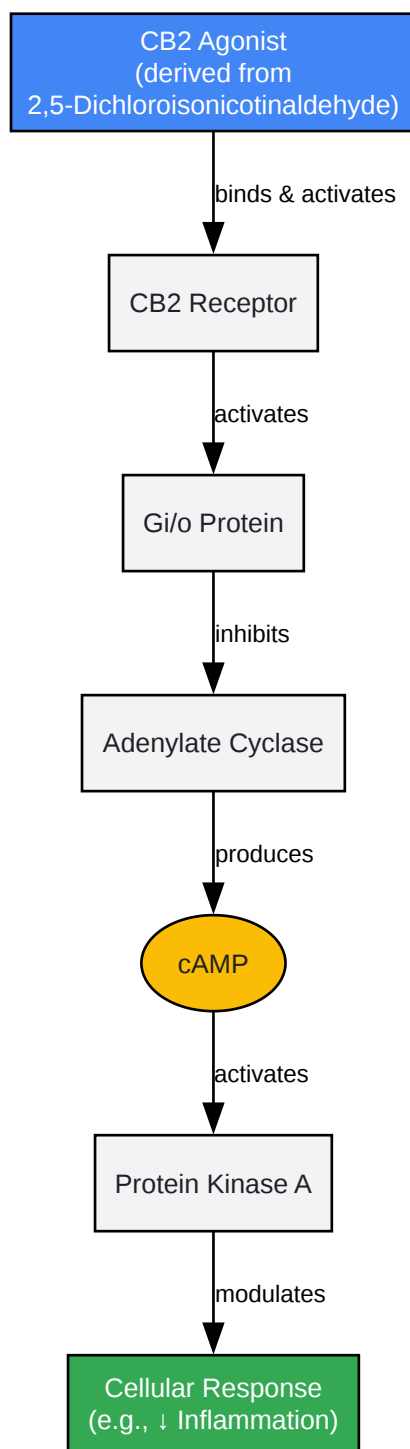 CB2 Agonist
(derived from
2,5-Dichloroisonicotinaldehyde)
binds & activates
CB2 Receptor
activates
Gi/o Protein
inhibits
Adenylate Cyclase
produces
cAMP
activates
Protein Kinase A
modulates
Cellular Response
(e.g., ↓ Inflammation)